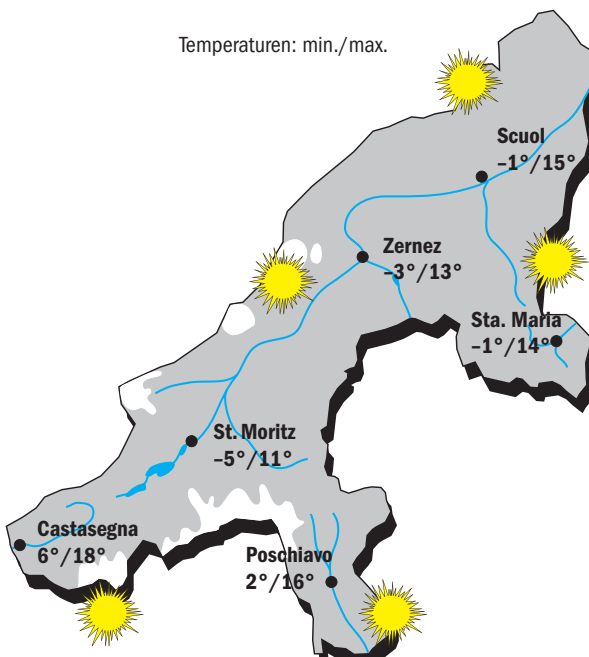 Temperaturen: min./max.
Scuol
–1°/15°
Zernez
–3°/13°
Sta. Maria
–1°/14°
St. Moritz
–5°/11°
Castasegna
6°/18°
Poschiavo
2°/16°